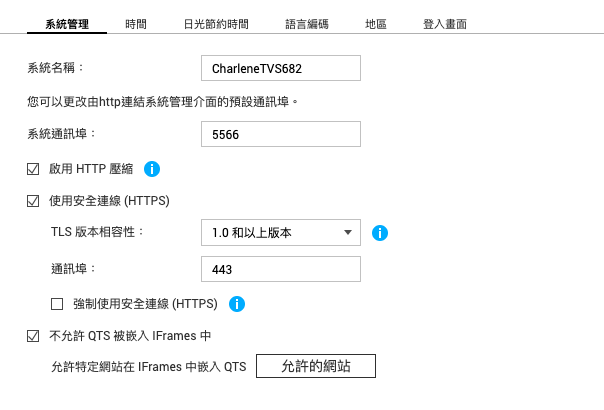 系統管理 時間 日光節約時間 語言編碼 地區 登入畫面
系統名稱： CharleneTVS682
您可以更改由http連結系統管理介面的預設通訊埠。
系統通訊埠： 5566
啟用 HTTP 壓縮
使用安全連線 (HTTPS)
TLS 版本相容性： 1.0 和以上版本
通訊埠： 443
強制使用安全連線 (HTTPS)
不允許 QTS 被嵌入 IFrames 中
允許特定網站在 IFrames 中嵌入 QTS 允許的網站